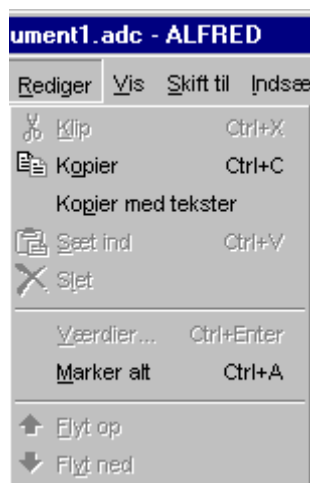 ument1.adc - ALFRED
Rediger Vis Skift til Indsæ
Klip Ctrl+X
Kopier Ctrl+C
Kopier med tekster
Sæt ind Ctrl+V
Slet
Værdier... Ctrl+Enter
Marker alt Ctrl+A
Flyt op
Flyt ned